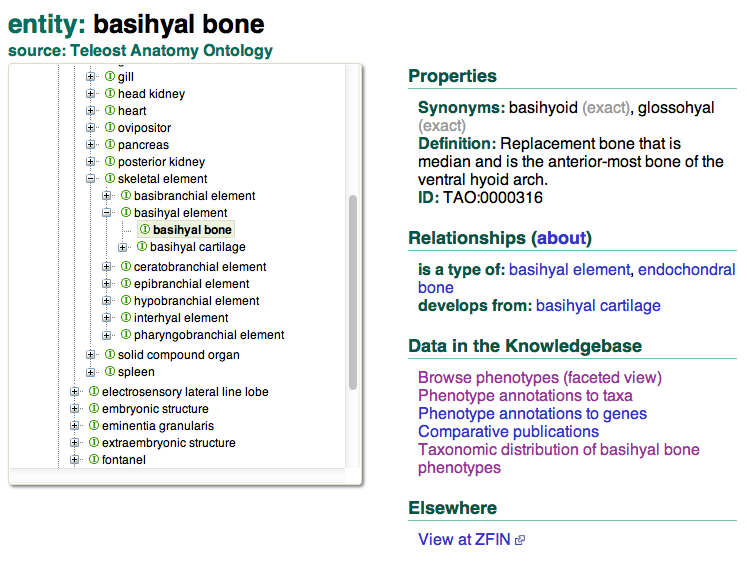 entity: basihyal bone
source: Teleost Anatomy Ontology
gill
head kidney
heart
ovipositor
pancreas
posterior kidney
skeletal element
basibranchial element
basihyal element
basihyal bone
basihyal cartilage
ceratobranchial element
epibranchial element
hypobranchial element
interhyal element
pharyngobranchial element
solid compound organ
spleen
electrosensory lateral line lobe
embryonic structure
eminentia granularis
extraembryonic structure
fontanel
Properties
Synonyms: basihyoid (exact), glossohyal
(exact)
Definition: Replacement bone that is
median and is the anterior-most bone of the
ventral hyoid arch.
ID: TAO:0000316
Relationships (about)
is a type of: basihyal element, endochondral
bone
develops from: basihyal cartilage
Data in the Knowledgebase
Browse phenotypes (faceted view)
Phenotype annotations to taxa
Phenotype annotations to genes
Comparative publications
Taxonomic distribution of basihyal bone
phenotypes
Elsewhere
View at ZFIN